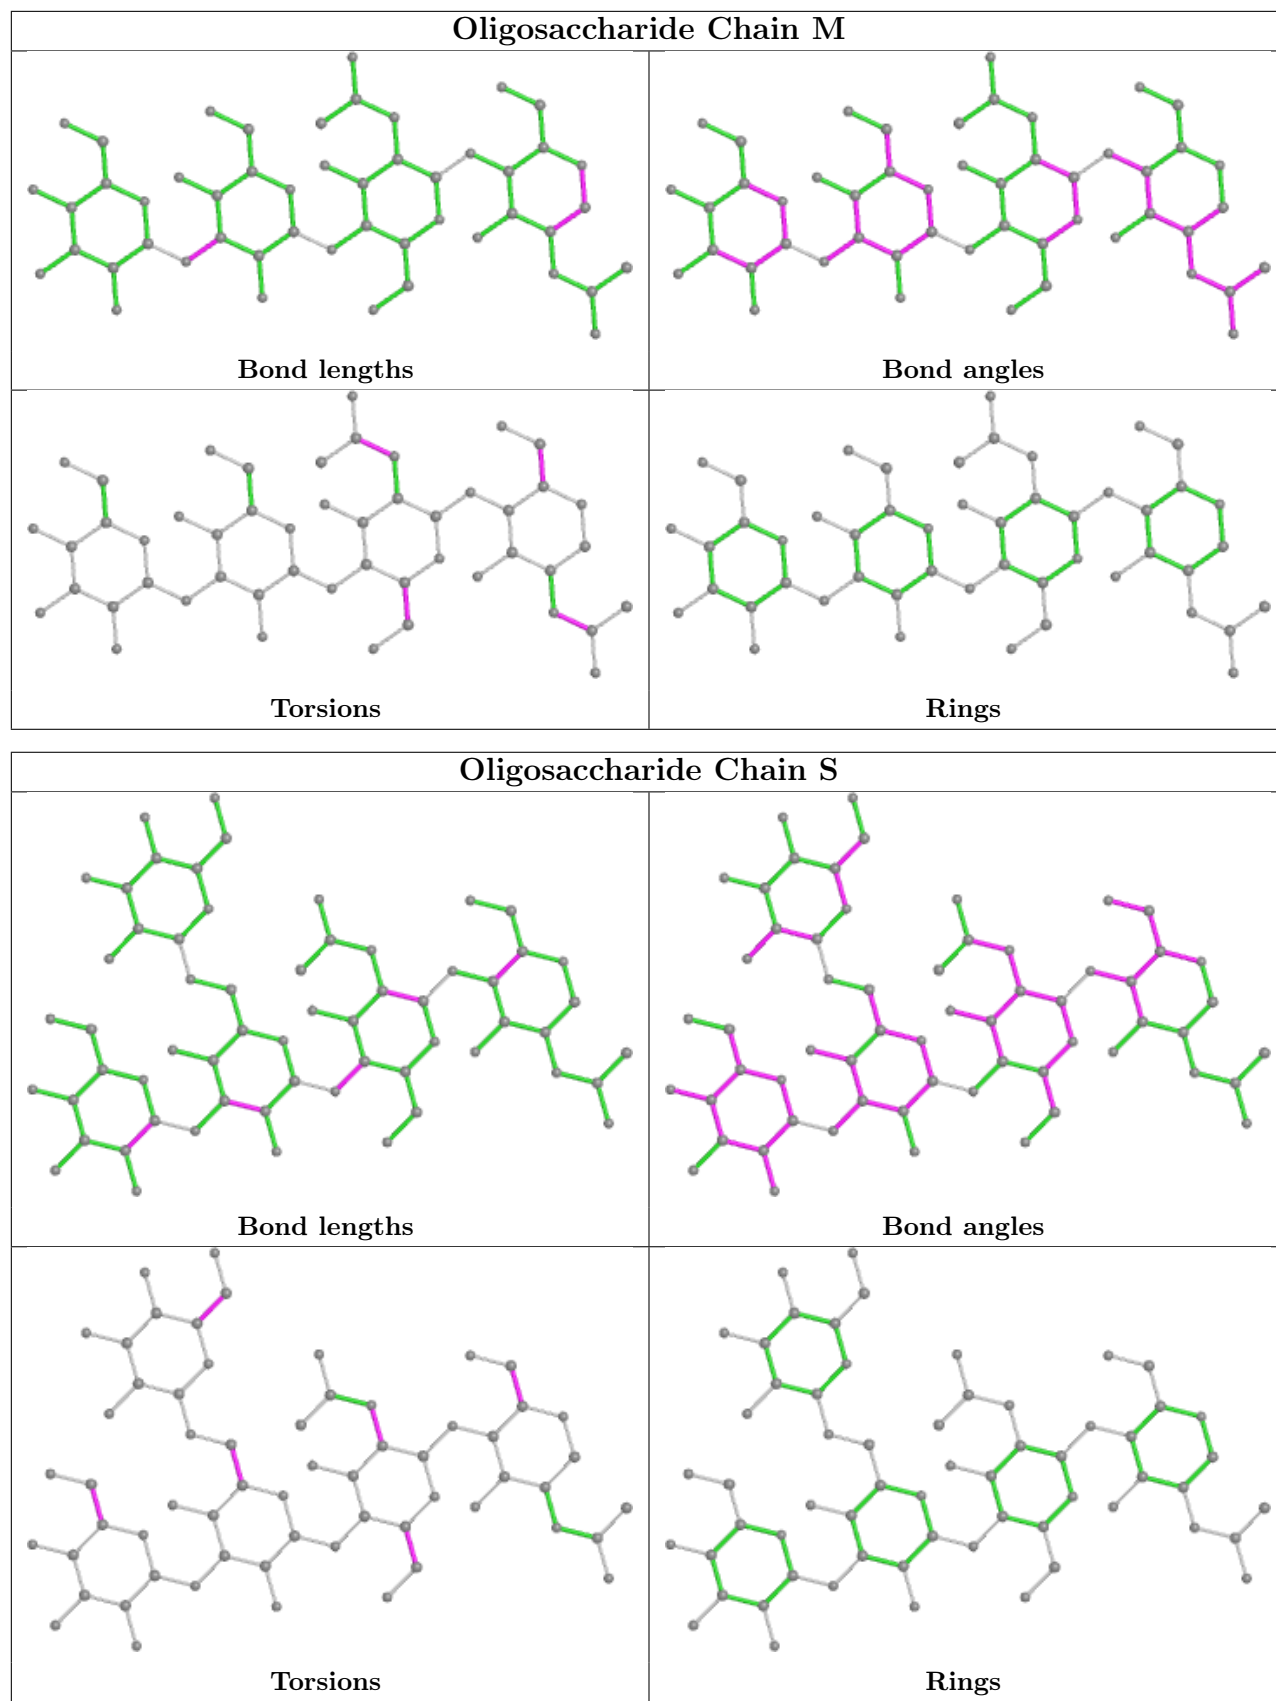 Oligosaccharide Chain M
Bond lengths
Bond angles
Torsions
Rings
Oligosaccharide Chain S
Bond lengths
Bond angles
Torsions
Rings